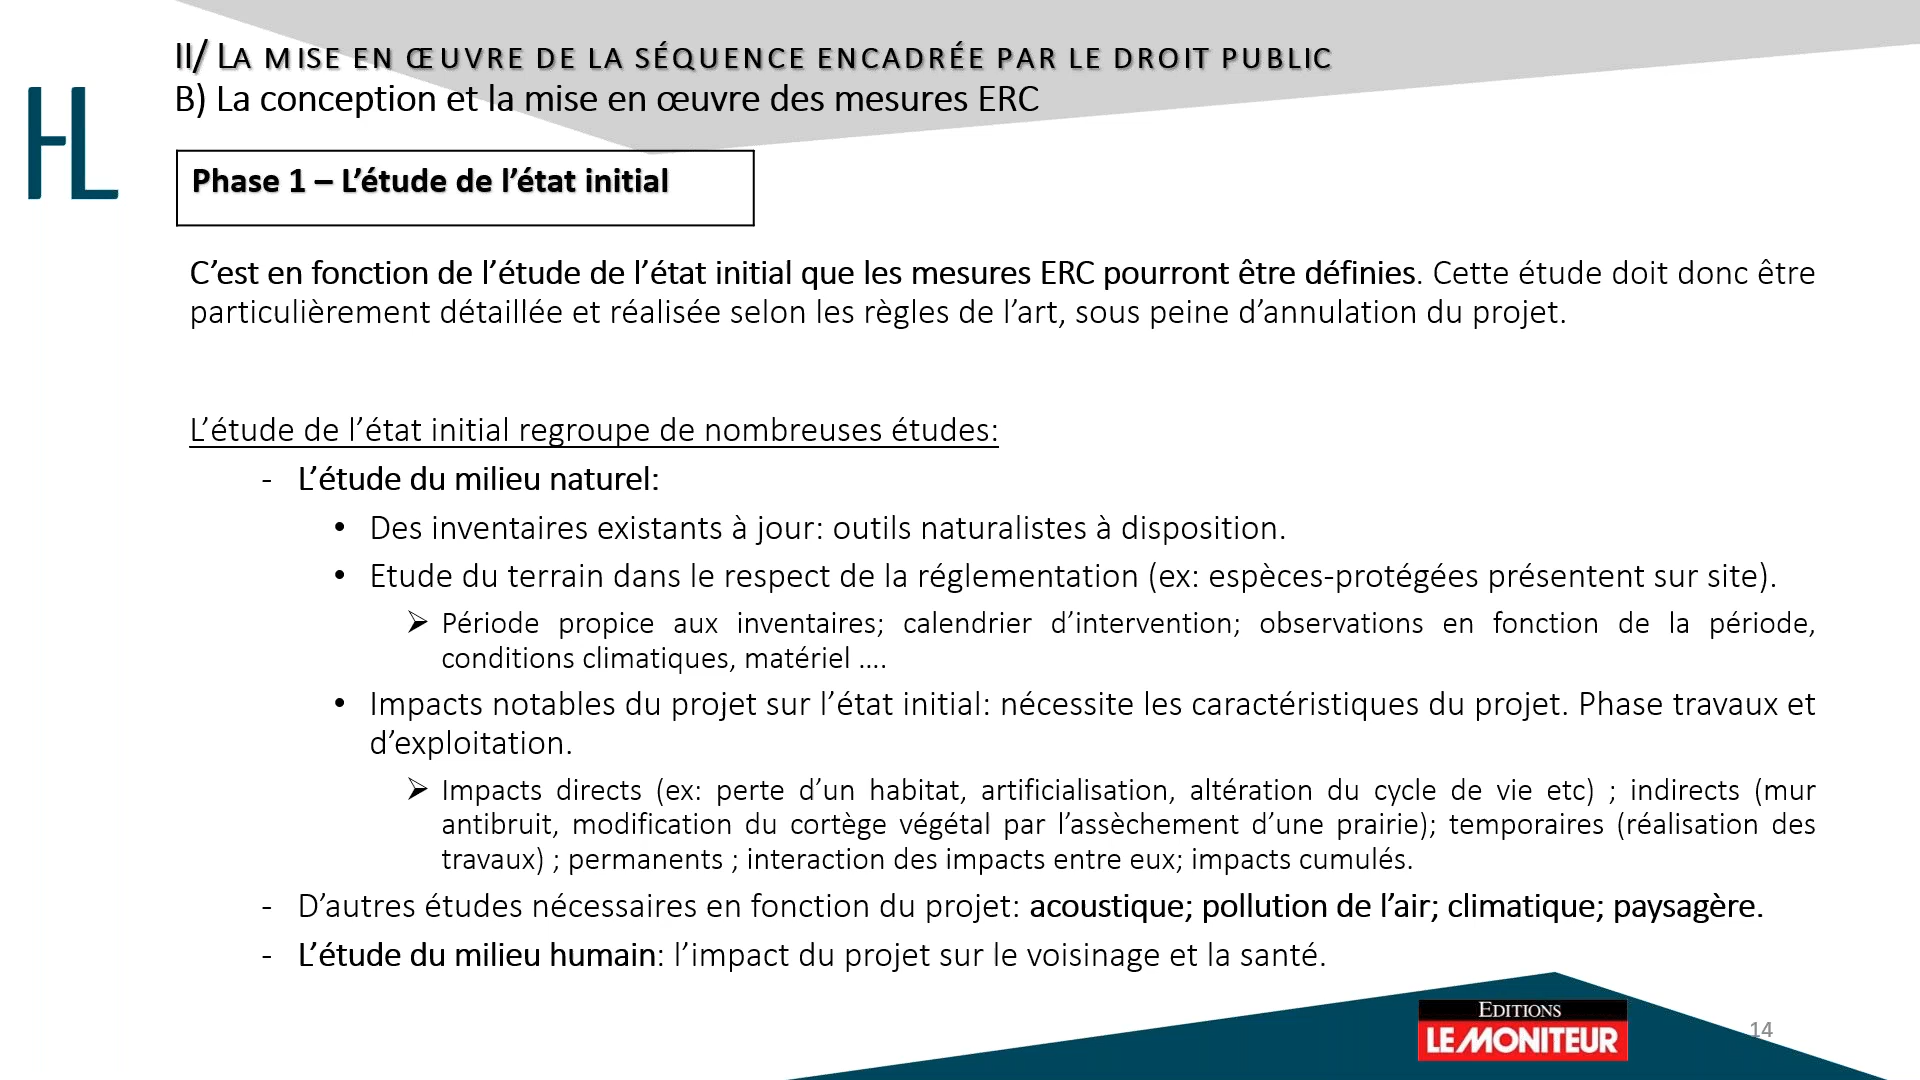 II/ LA MISE EN ŒUVRE DE LA SÉQUENCE ENCADRÉE PAR LE DROIT PUBLIC
B) La conception et la mise en œuvre des mesures ERC
HL
Phase 1 – L’étude de l’état initial
C’est en fonction de l’étude de l’état initial que les mesures ERC pourront être définies. Cette étude doit donc être
particulièrement détaillée et réalisée selon les règles de l’art, sous peine d’annulation du projet.
L’étude de l’état initial regroupe de nombreuses études:
- L’étude du milieu naturel:
• Des inventaires existants à jour: outils naturalistes à disposition.
• Etude du terrain dans le respect de la réglementation (ex: espèces-protégées présentent sur site).
➢ Période propice aux inventaires; calendrier d’intervention; observations en fonction de la période,
conditions climatiques, matériel ….
• Impacts notables du projet sur l’état initial: nécessite les caractéristiques du projet. Phase travaux et
d’exploitation.
➢ Impacts directs (ex: perte d’un habitat, artificialisation, altération du cycle de vie etc) ; indirects (mur
antibruit, modification du cortège végétal par l’assèchement d’une prairie); temporaires (réalisation des
travaux) ; permanents ; interaction des impacts entre eux; impacts cumulés.
- D’autres études nécessaires en fonction du projet: acoustique; pollution de l’air; climatique; paysagère.
- L’étude du milieu humain: l’impact du projet sur le voisinage et la santé.
EDITIONS
LE MONITEUR
14